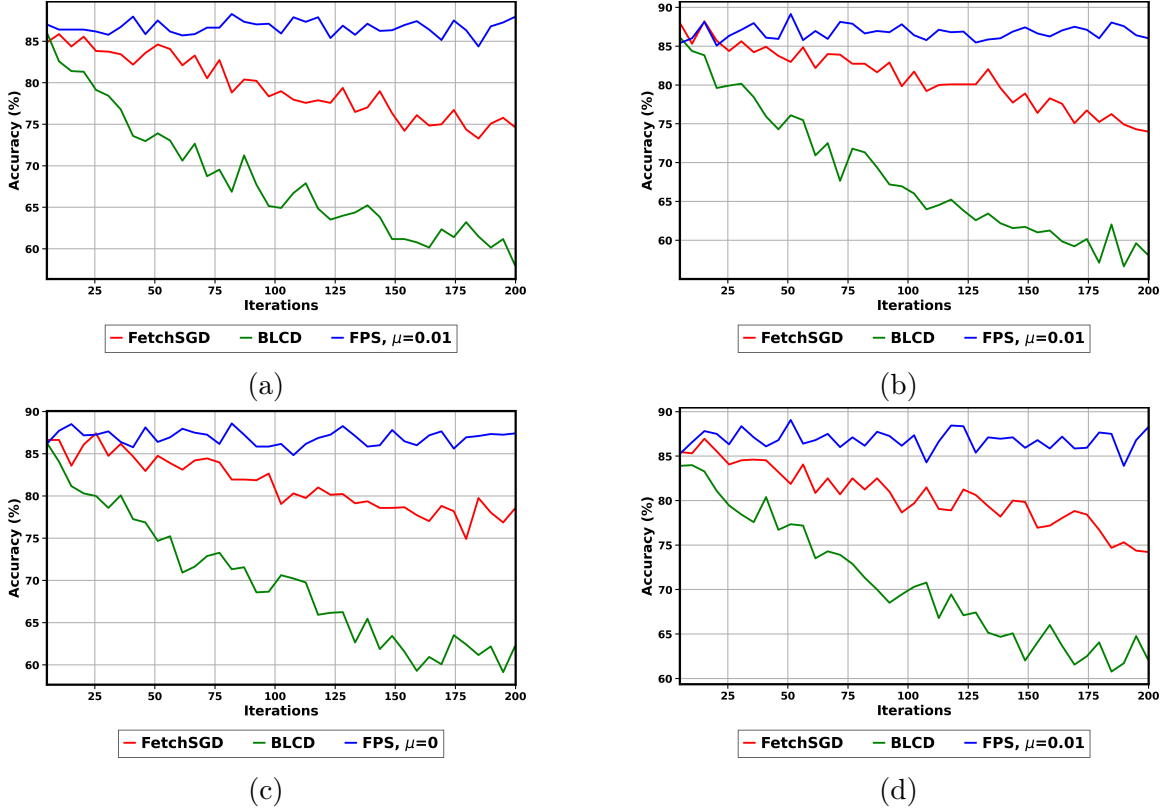 85
80
75
70
65
60
Accuracy (%)
25 50 75 100 125 150 175 200
Iterations
FetchSGD BLCD FPS, μ=0.01
(a)
90
85
80
75
70
65
60
Accuracy (%)
25 50 75 100 125 150 175 200
Iterations
FetchSGD BLCD FPS, μ=0.01
(b)
90
85
80
75
70
65
60
Accuracy (%)
25 50 75 100 125 150 175 200
Iterations
FetchSGD BLCD FPS, μ=0
(c)
90
85
80
75
70
65
60
Accuracy (%)
25 50 75 100 125 150 175 200
Iterations
FetchSGD BLCD FPS, μ=0.01
(d)